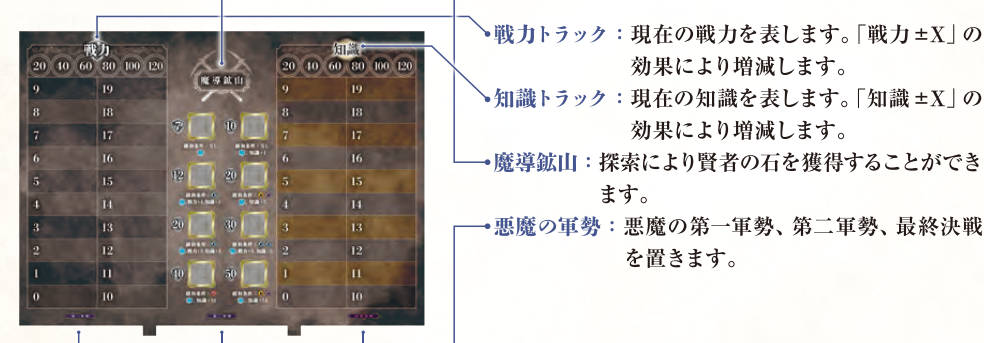 戦力
20 40 60 80 100 120
9 19
8 18
7 17
6 16
5 15
4 14
3 13
2 12
1 11
0 10
魔導鉱山
7 10
12 20
20 30
40 50
知識
20 40 60 80 100 120
9 19
8 18
7 17
6 16
5 15
4 14
3 13
2 12
1 11
0 10
戦力トラック：現在の戦力を表します。「戦力±X」の
効果により増減します。
知識トラック：現在の知識を表します。「知識±X」の
効果により増減します。
魔導鉱山：探索により賢者の石を獲得することができ
ます。
悪魔の軍勢：悪魔の第一軍勢、第二軍勢、最終決戦
を置きます。